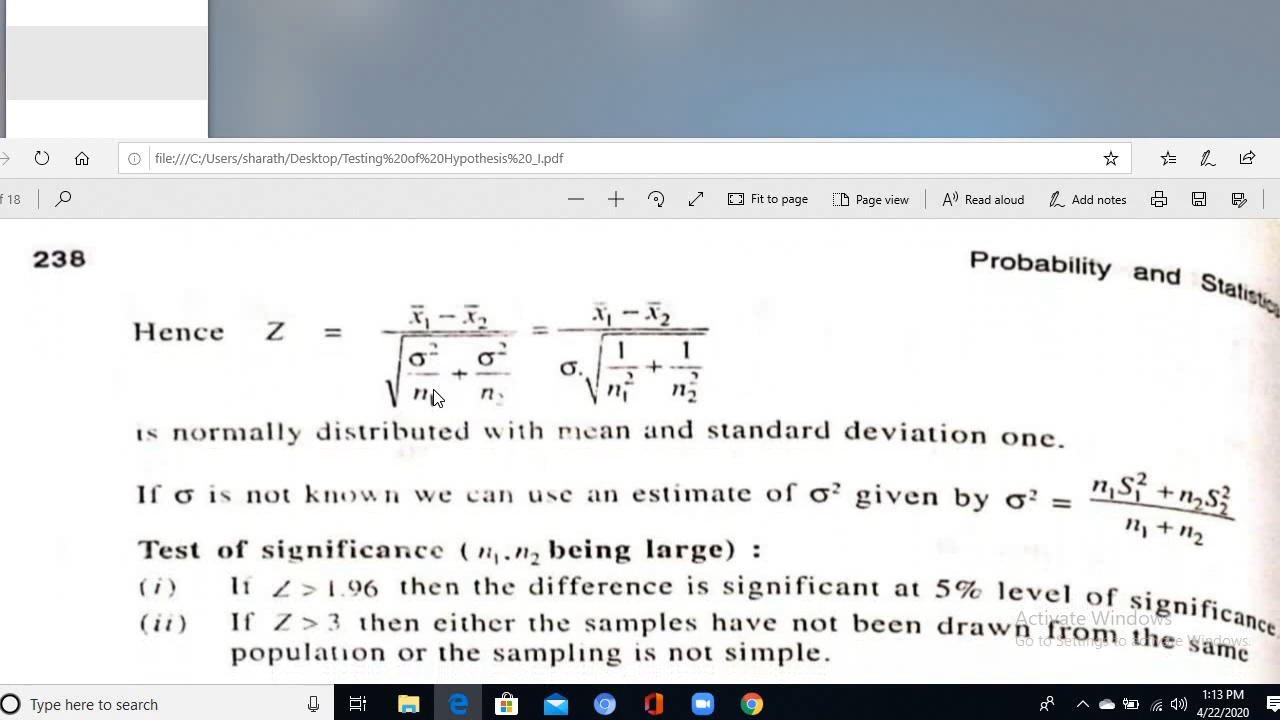 file:///C:/Users/sharath/Desktop/Testing%20of%20Hypothesis%20_I.pdf
f 18 Fit to page Page view Read aloud Add notes
238 Probability and Statistics
Hence Z = x̄₁ − x̄₂ / √(σ²/n₁ + σ²/n₂) = x̄₁ − x̄₂ / σ.√(1/n₁² + 1/n₂²)
is normally distributed with mean and standard deviation one.
If σ is not known we can use an estimate of σ² given by σ² = n₁S₁² + n₂S₂² / n₁ + n₂
Test of significance (n₁.n₂ being large) :
(i) If Z > 1.96 then the difference is significant at 5% level of significance
(ii) If Z > 3 then either the samples have not been drawn from the same
population or the sampling is not simple.
Activate Windows
Go to Settings to activate Windows.
Type here to search
1:13 PM
4/22/2020